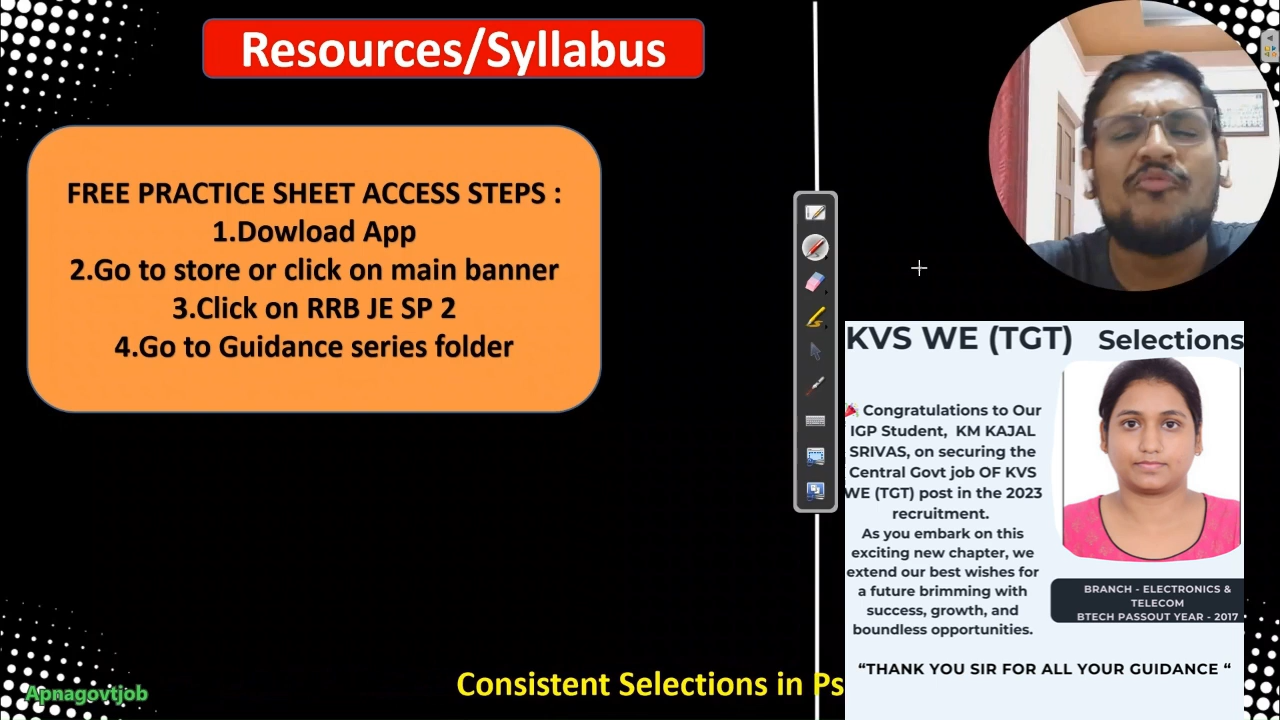 Resources/Syllabus
FREE PRACTICE SHEET ACCESS STEPS :
1.Dowload App
2.Go to store or click on main banner
3.Click on RRB JE SP 2
4.Go to Guidance series folder
KVS WE (TGT) Selections
Congratulations to Our
IGP Student, KM KAJAL
SRIVAS, on securing the
Central Govt job OF KVS
WE (TGT) post in the 2023
recruitment.
As you embark on this
exciting new chapter, we
extend our best wishes for
a future brimming with
success, growth, and
boundless opportunities.
BRANCH - ELECTRONICS &
TELECOM
BTECH PASSOUT YEAR - 2017
“THANK YOU SIR FOR ALL YOUR GUIDANCE “
Consistent Selections in Ps
Apnagovtjob